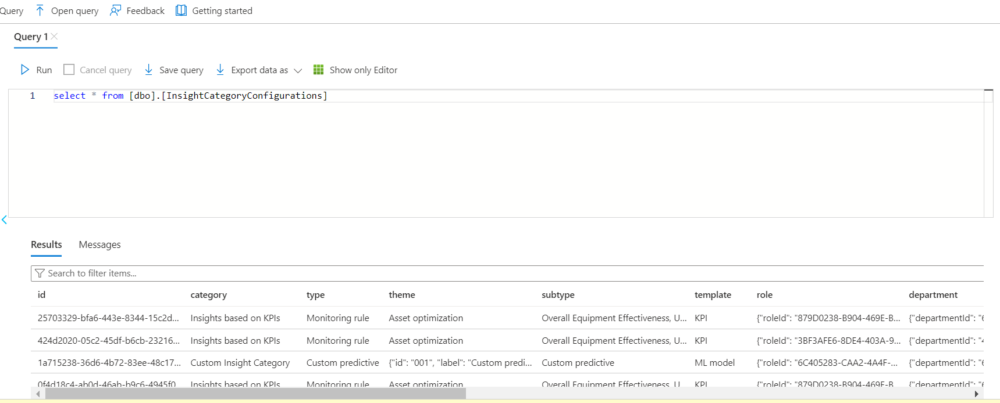 Query Open query Feedback Getting started
Query 1
Run Cancel query Save query Export data as Show only Editor
1 select * from [dbo].[InsightCategoryConfigurations]
Results Messages
Search to filter items...
id category type theme subtype template role department
25703329-bfa6-443e-8344-15c2d... Insights based on KPIs Monitoring rule Asset optimization Overall Equipment Effectiveness, U... KPI {"roleId": "879D0238-B904-469E-B... {"departmentId": "6
424d2020-05c2-45df-b6cb-23216... Insights based on KPIs Monitoring rule Asset optimization Overall Equipment Effectiveness, U... KPI {"roleId": "3BF3AFE6-8DE4-403A-9... {"departmentId": "4
1a715238-36d6-4b72-83ee-48c17... Custom Insight Category Custom predictive {"id": "001", "label": "Custom predi... Custom predictive ML model {"roleId": "6C405283-CAA2-4A4F-... {"departmentId": "6
0f4d18c4-ab0d-46ab-b9c6-4945f0 Insights based on KPIs Monitoring rule Asset optimization Overall Equipment Effectiveness, U KPI {"roleId": "879D0238-B904-469E-B {"departmentId": "6